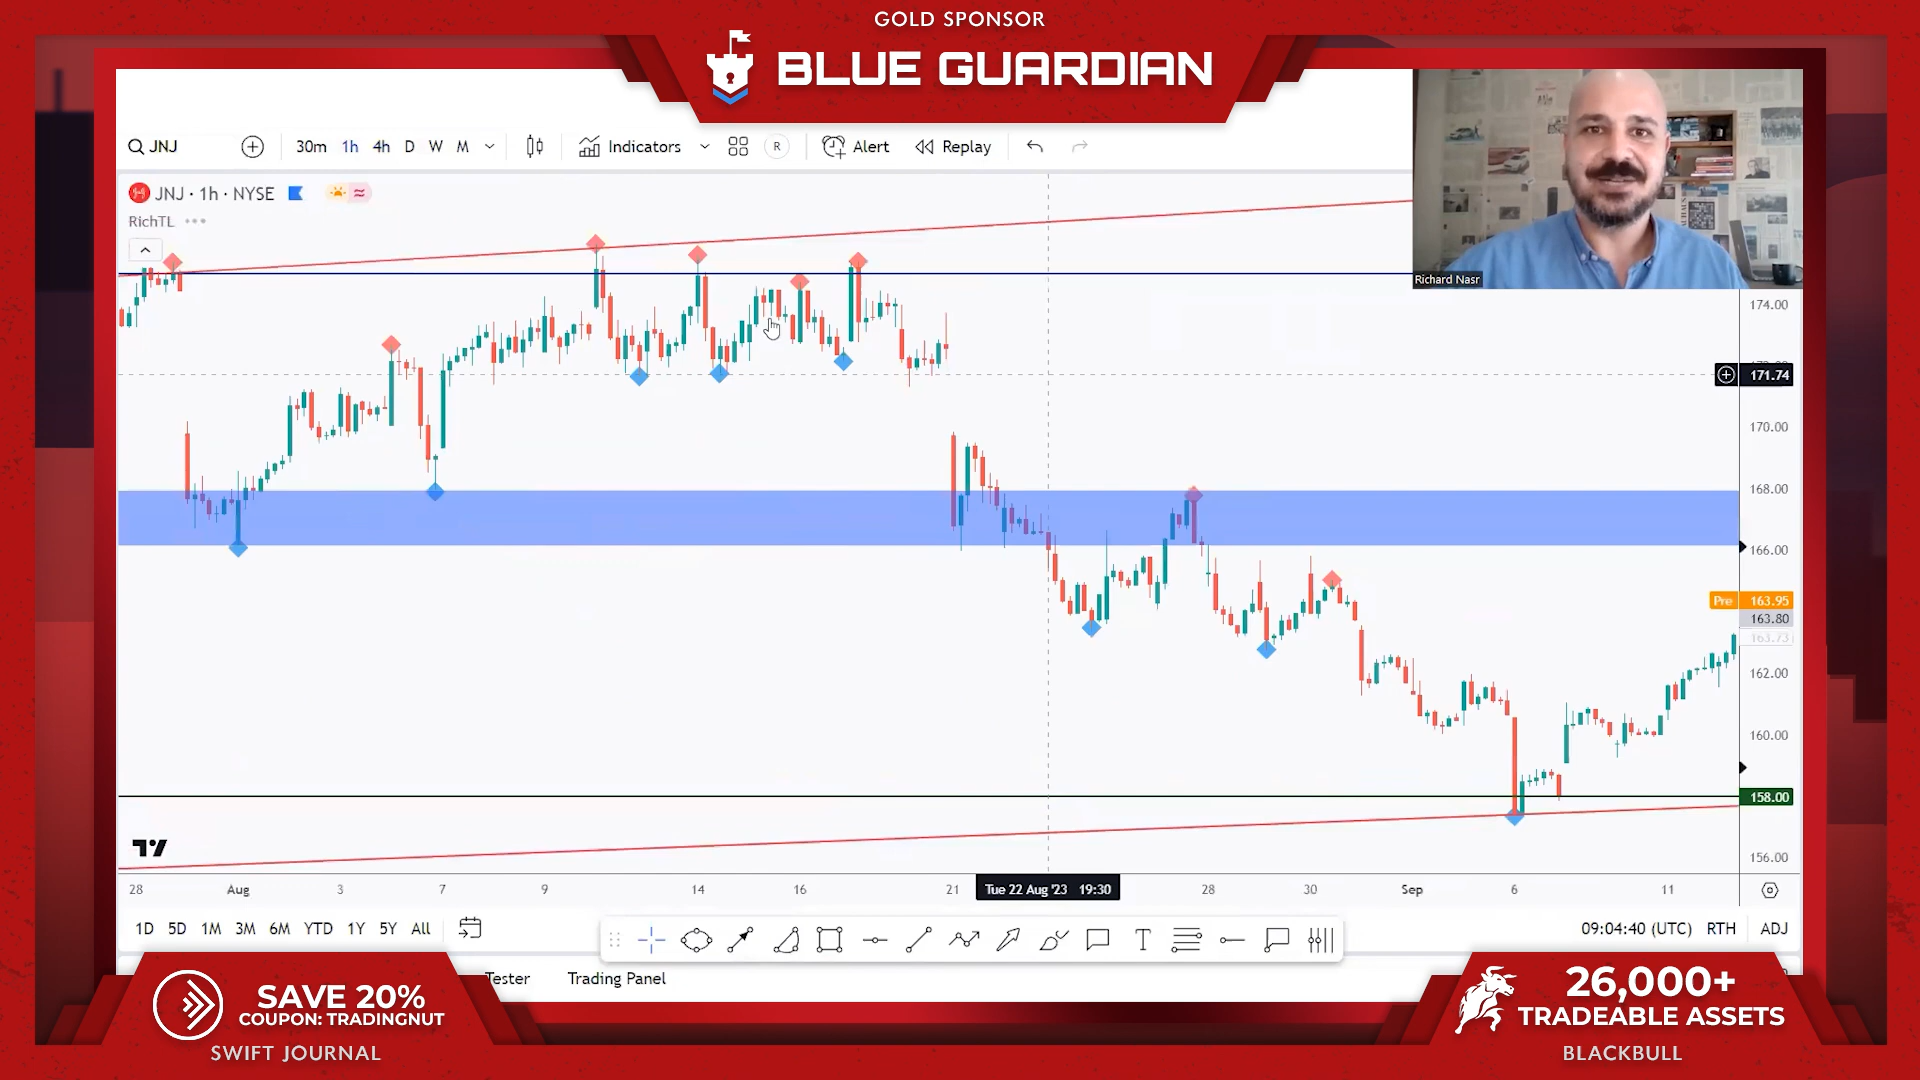 GOLD SPONSOR
BLUE GUARDIAN
JNJ
30m 1h 4h D W M
Indicators
R
Alert
Replay
JNJ · 1h · NYSE
RichTL
Richard Nasr
174.00
171.74
170.00
168.00
166.00
Pre 163.95
163.80
163.73
162.00
160.00
158.00
156.00
28 Aug 3 7 9 14 16 21 Tue 22 Aug '23 19:30 28 30 Sep 6 11
1D 5D 1M 3M 6M YTD 1Y 5Y All
09:04:40 (UTC) RTH ADJ
Tester Trading Panel
SAVE 20%
COUPON: TRADINGNUT
SWIFT JOURNAL
26,000+
TRADEABLE ASSETS
BLACKBULL